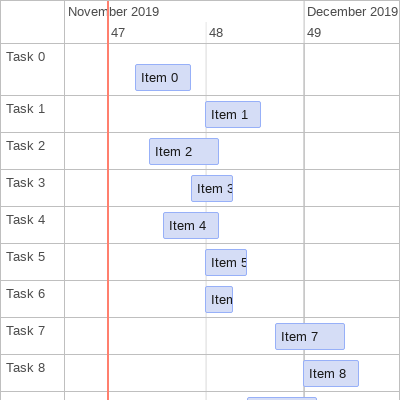 November 2019 December 2019
47 48 49
Task 0
Item 0
Task 1
Item 1
Task 2
Item 2
Task 3
Item 3
Task 4
Item 4
Task 5
Item 5
Task 6
Item
Task 7
Item 7
Task 8
Item 8